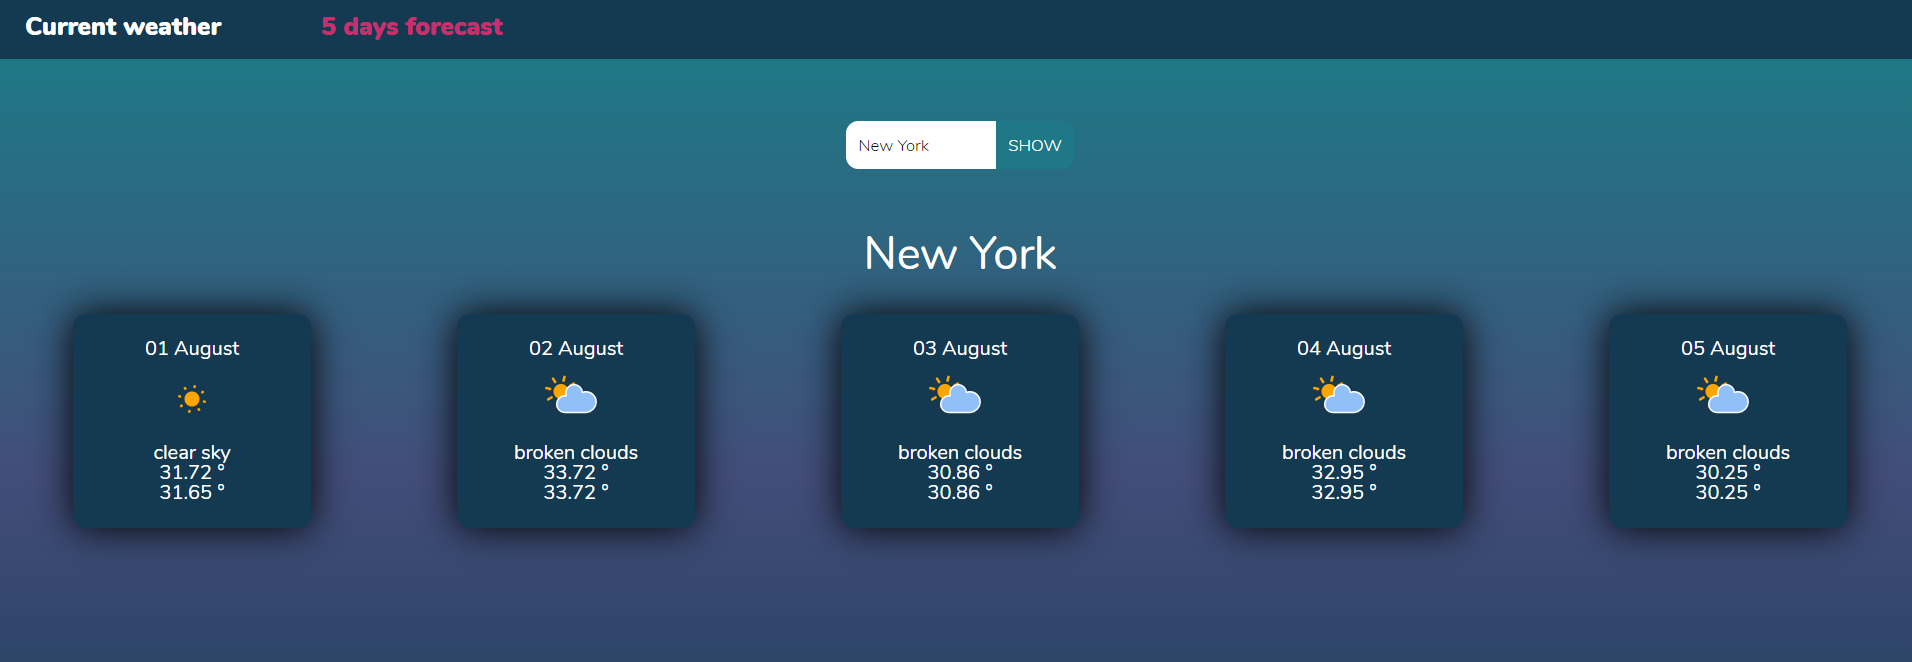 Current weather 5 days forecast
New York SHOW
New York
01 August
clear sky
31.72 °
31.65 °
02 August
broken clouds
33.72 °
33.72 °
03 August
broken clouds
30.86 °
30.86 °
04 August
broken clouds
32.95 °
32.95 °
05 August
broken clouds
30.25 °
30.25 °